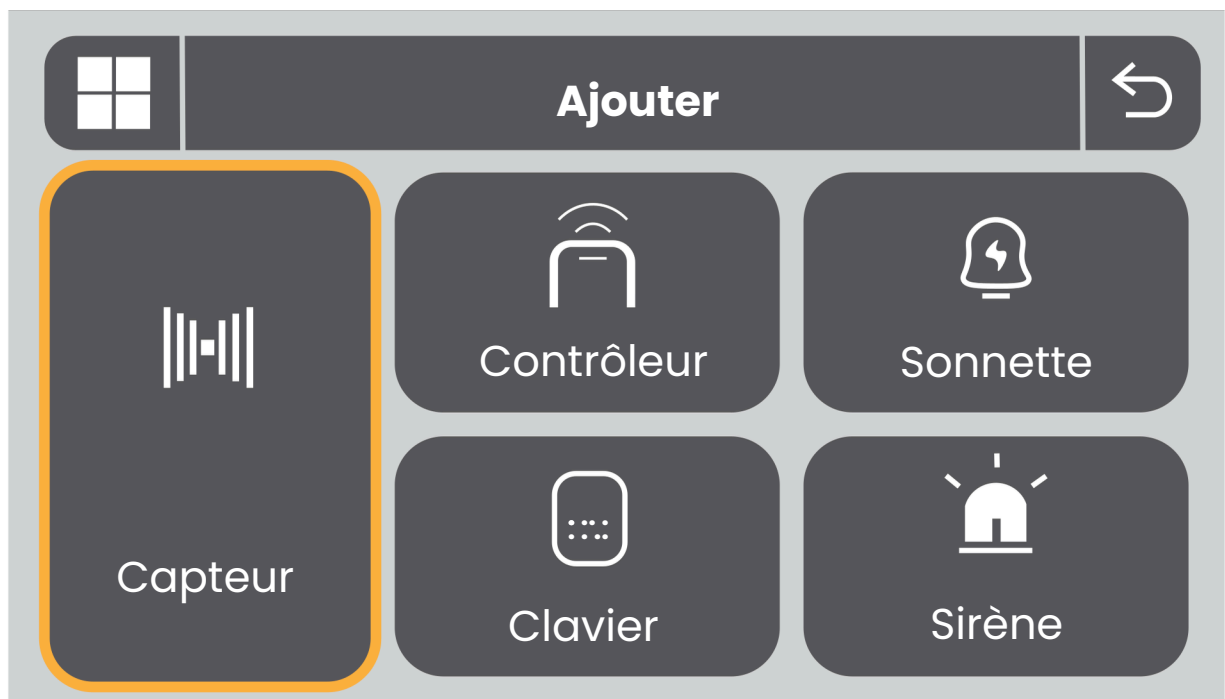 Ajouter
Contrôleur
Sonnette
Capteur
Clavier
Sirène